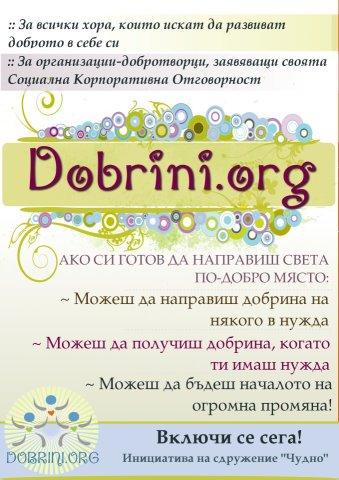 :: За всички хора, които искат да развиват
доброто в себе си
:: За организации-добротворци, заявяващи своята
Социална Корпоративна Отговорност
Dobrini.org
АКО СИ ГОТОВ ДА НАПРАВИШ СВЕТА
ПО-ДОБРО МЯСТО:
~ Можеш да направиш добрина на
някого в нужда
~ Можеш да получиш добрина, когато
ти имаш нужда
~ Можеш да бъдеш началото на
огромна промяна!
Включи се сега!
Инициатива на сдружение "Чудно"
DOBRINI.ORG